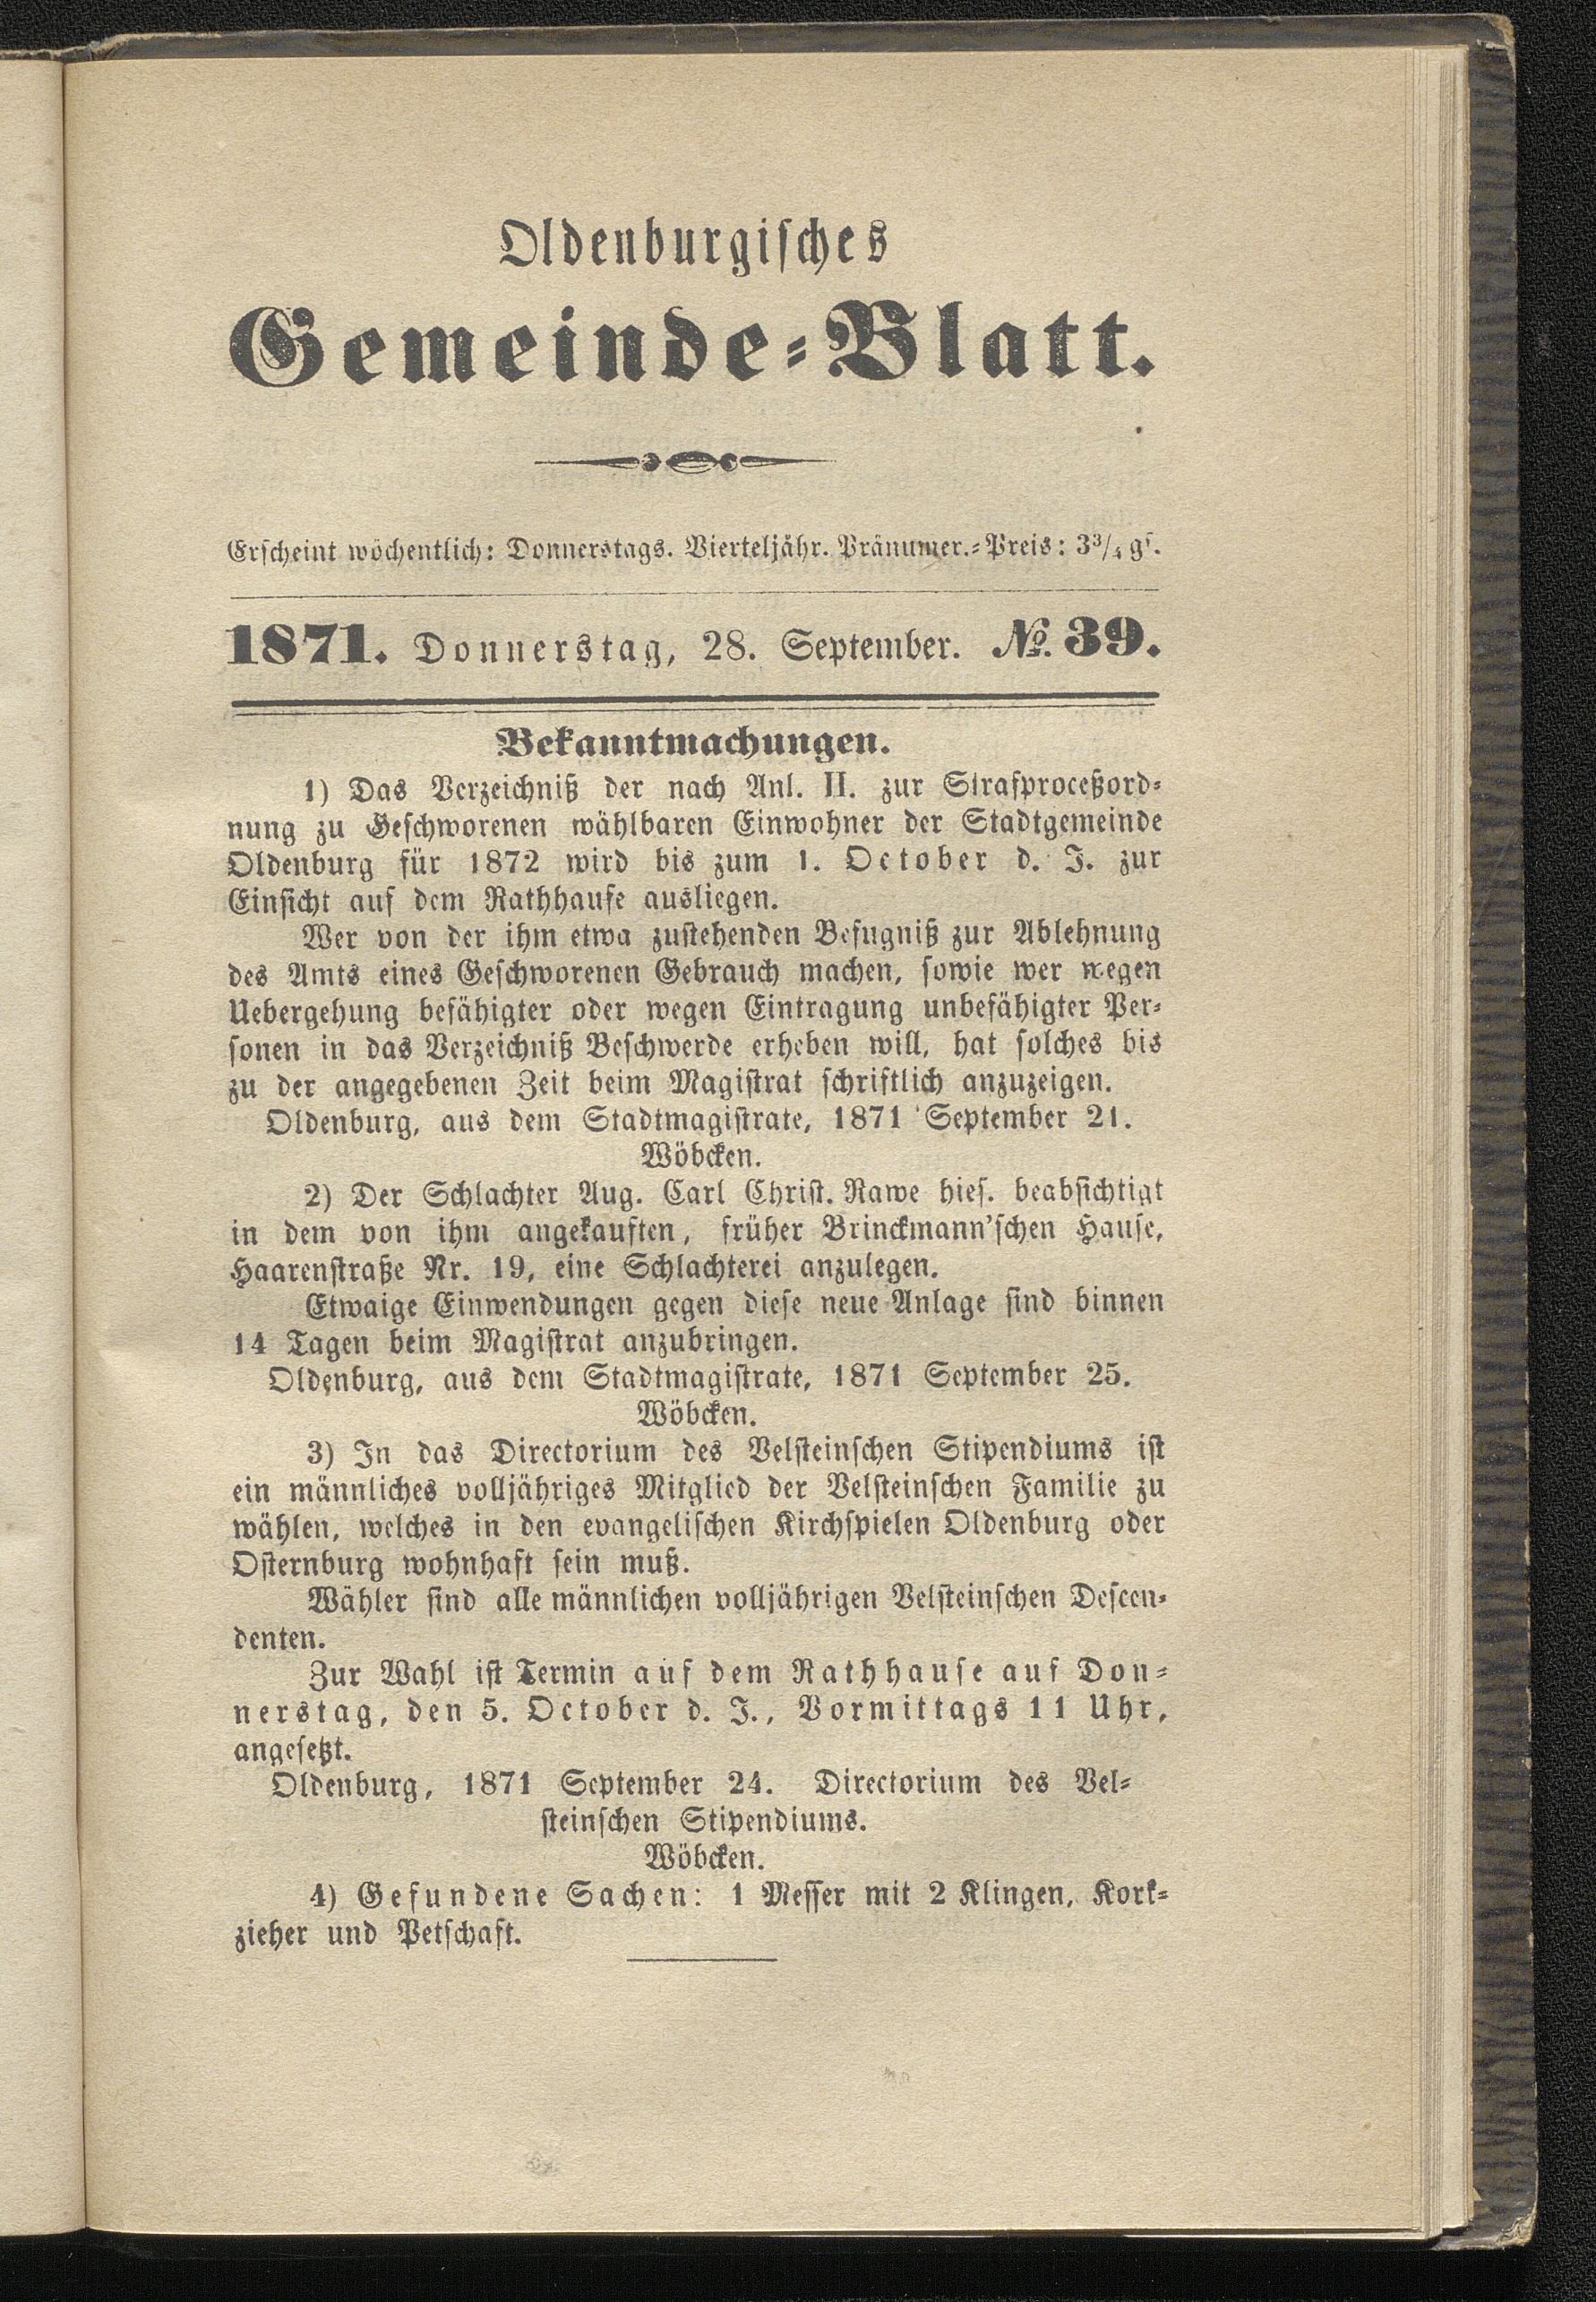 Oldenburgisches
Gemeinde-Blatt.
Erscheint wöchentlich: Donnerstags. Vierteljähr. Pränumer.-Preis: 3¾ gs.
1871. Donnerstag, 28. September. № 39.
Bekanntmachungen.
1) Das Verzeichniß der nach Anl. II. zur Strafproceßord-
nung zu Geschworenen wählbaren Einwohner der Stadtgemeinde
Oldenburg für 1872 wird bis zum 1. October d. J. zur
Einsicht auf dem Rathhause ausliegen.
Wer von der ihm etwa zustehenden Befugniß zur Ablehnung
des Amts eines Geschworenen Gebrauch machen, sowie wer wegen
Uebergehung befähigter oder wegen Eintragung unbefähigter Per-
sonen in das Verzeichniß Beschwerde erheben will, hat solches bis
zu der angegebenen Zeit beim Magistrat schriftlich anzuzeigen.
Oldenburg, aus dem Stadtmagistrate, 1871 September 21.
Wöbcken.
2) Der Schlachter Aug. Carl Christ. Rawe hies. beabsichtigt
in dem von ihm angekauften, früher Brinckmann'schen Hause,
Haarenstraße Nr. 19, eine Schlachterei anzulegen.
Etwaige Einwendungen gegen diese neue Anlage sind binnen
14 Tagen beim Magistrat anzubringen.
Oldenburg, aus dem Stadtmagistrate, 1871 September 25.
Wöbcken.
3) In das Directorium des Velsteinschen Stipendiums ist
ein männliches volljähriges Mitglied der Velsteinschen Familie zu
wählen, welches in den evangelischen Kirchspielen Oldenburg oder
Osternburg wohnhaft sein muß.
Wähler sind alle männlichen volljährigen Velsteinschen Descen-
denten.
Zur Wahl ist Termin auf dem Rathhause auf Don-
nerstag, den 5. October d. J., Vormittags 11 Uhr,
angesetzt.
Oldenburg, 1871 September 24. Directorium des Vel-
steinschen Stipendiums.
Wöbcken.
4) Gefundene Sachen: 1 Messer mit 2 Klingen, Kork-
zieher und Petschaft.